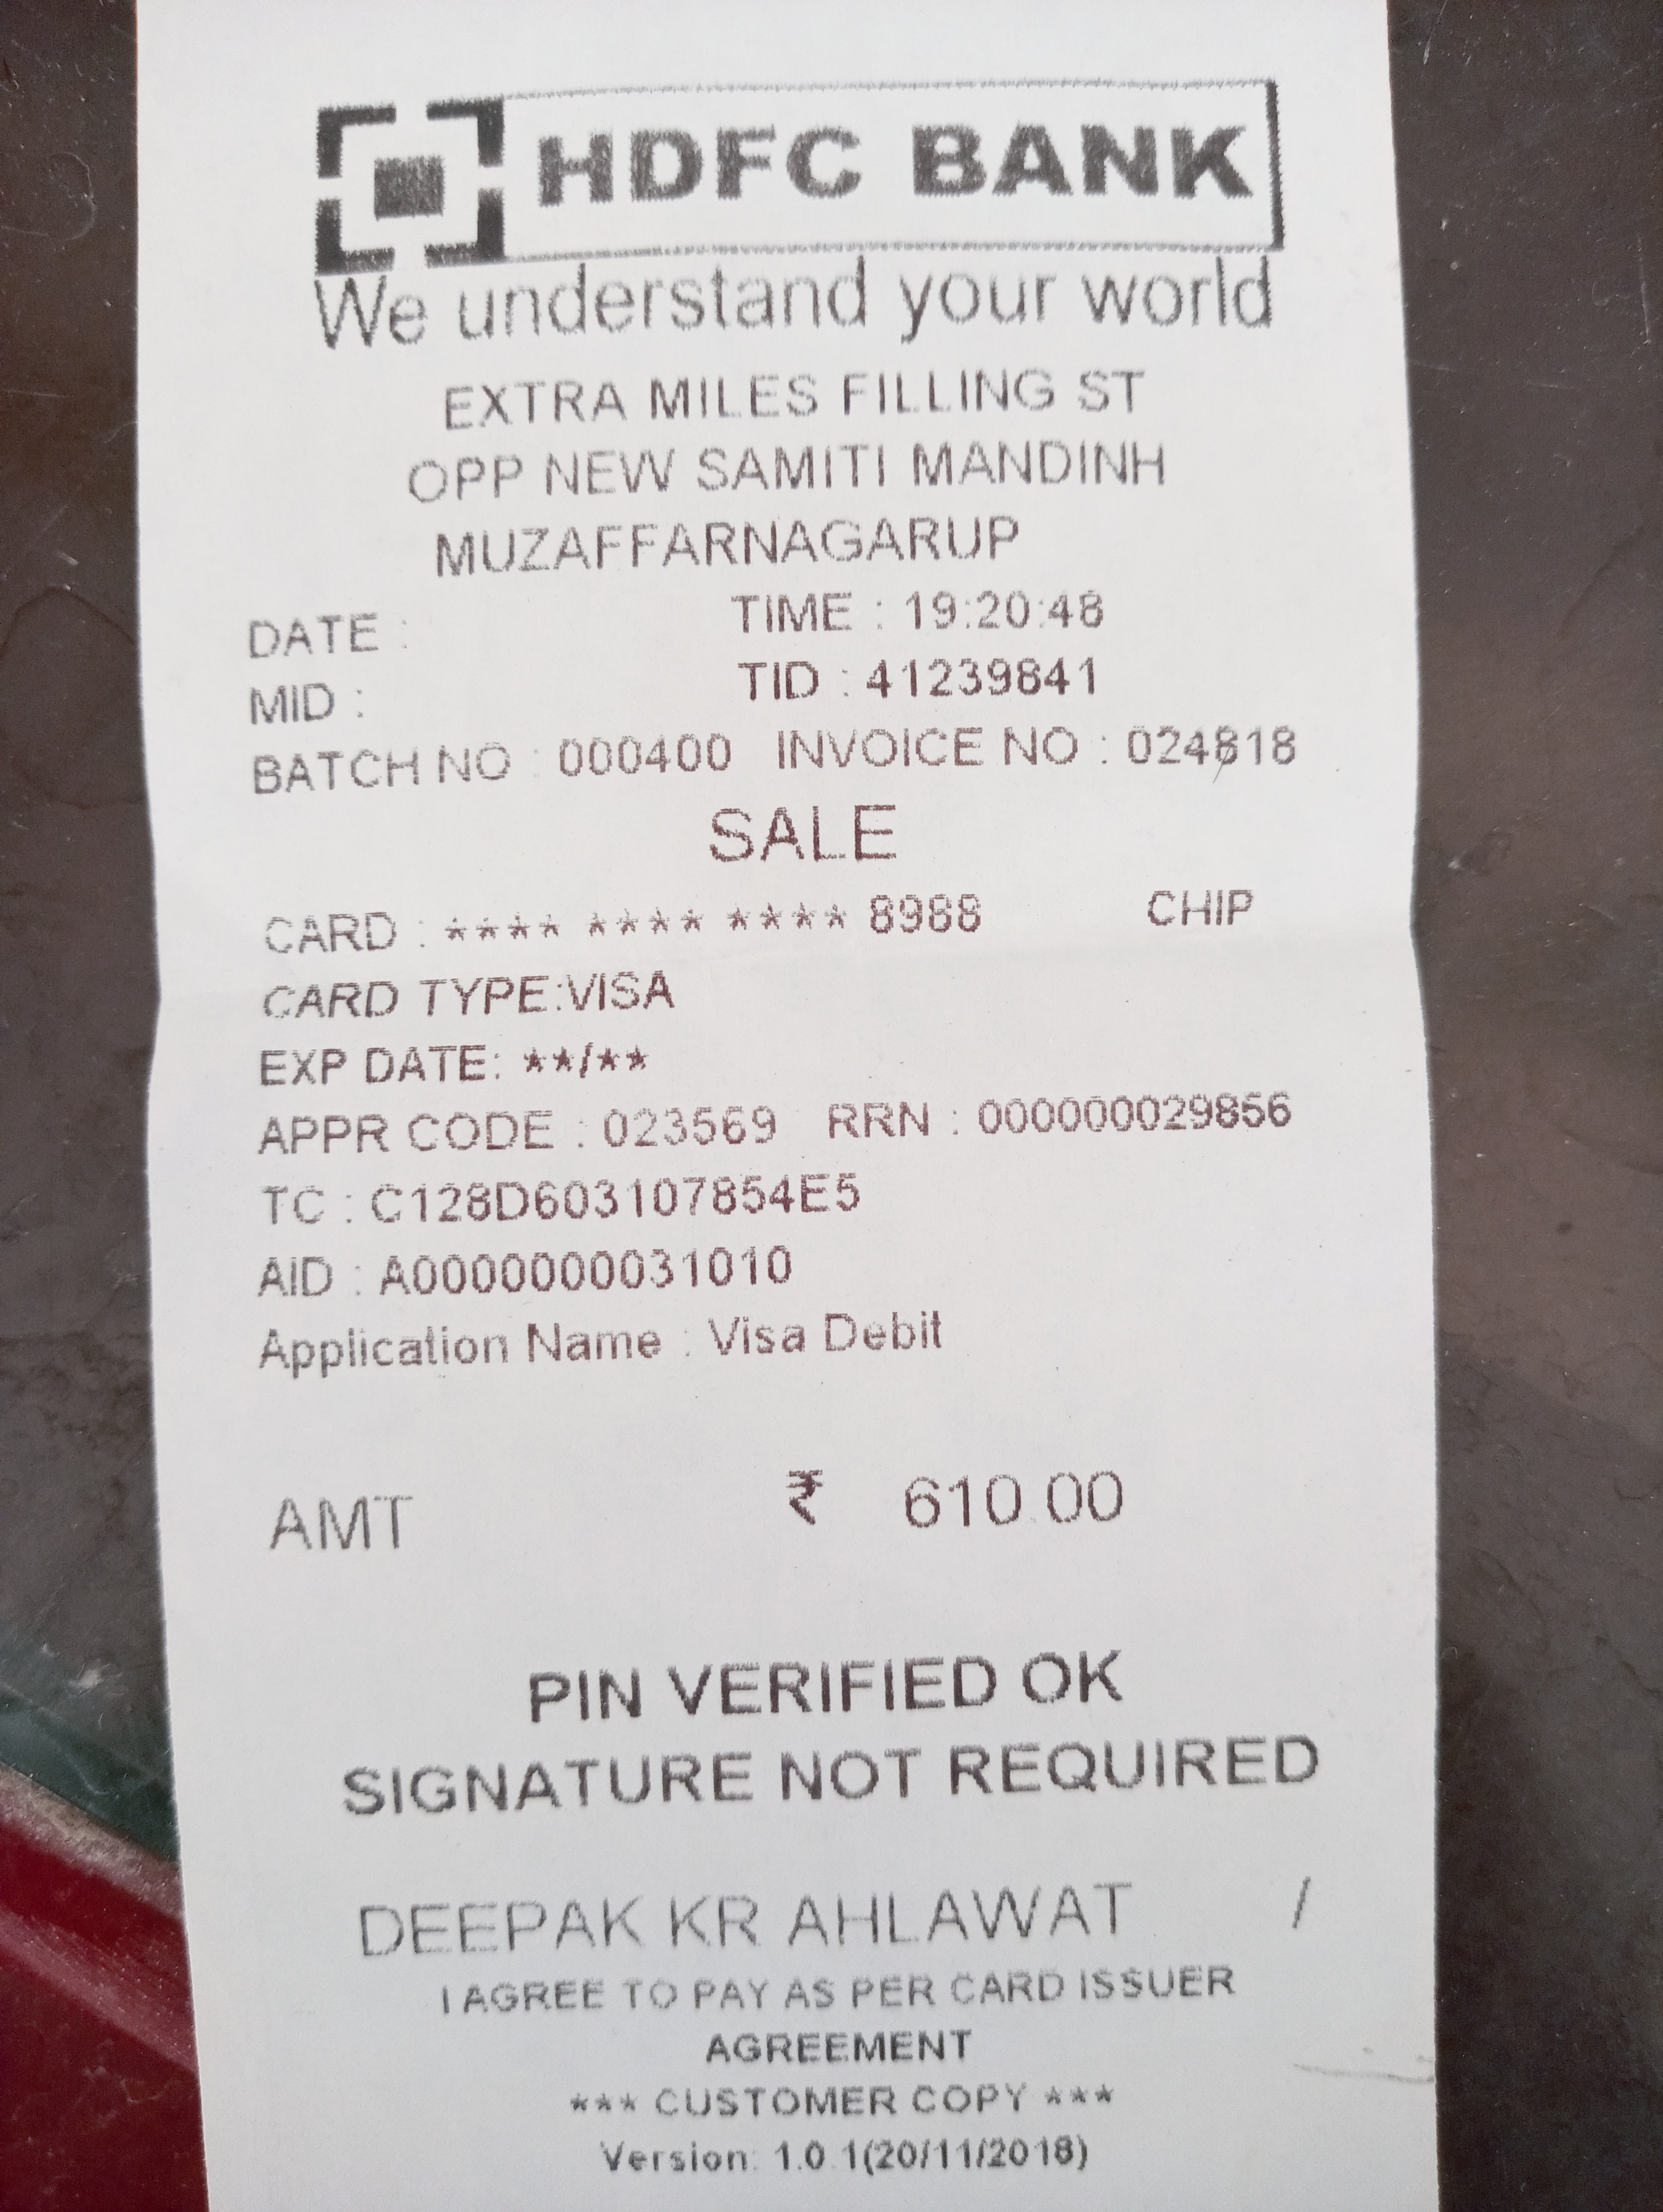 HDFC BANK
We understand your world
EXTRA MILES FILLING ST
OPP NEW SAMITI MANDINH
MUZAFFARNAGARUP
DATE : TIME : 19:20:48
MID : TID : 41239841
BATCH NO : 000400 INVOICE NO : 024818
SALE
CARD : **** **** **** 8988 CHIP
CARD TYPE:VISA
EXP DATE: **/**
APPR CODE : 023569 RRN : 000000029856
TC : C128D603107854E5
AID : A0000000031010
Application Name : Visa Debit
AMT ₹ 610.00
PIN VERIFIED OK
SIGNATURE NOT REQUIRED
DEEPAK KR AHLAWAT /
I AGREE TO PAY AS PER CARD ISSUER
AGREEMENT
*** CUSTOMER COPY ***
Version: 1.0.1(20/11/2018)